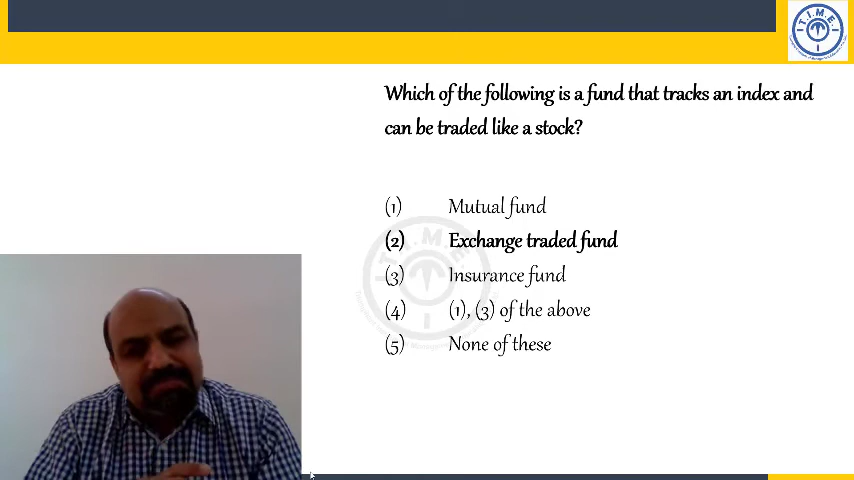 T.I.M.E.
Which of the following is a fund that tracks an index and
can be traded like a stock?
(1) Mutual fund
(2) Exchange traded fund
(3) Insurance fund
(4) (1), (3) of the above
(5) None of these
T.I.M.E.